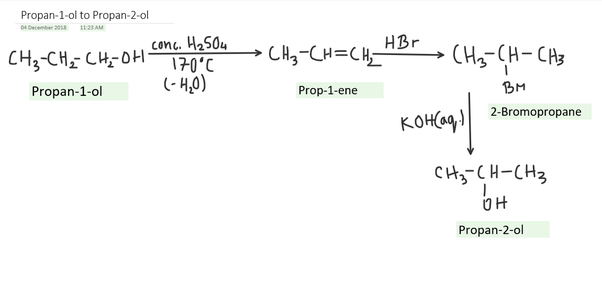 Propan-1-ol to Propan-2-ol
04 December 2018 11:23 AM
CH₃-CH₂-CH₂-OH conc. H₂SO₄ 170°C (-H₂O) CH₃-CH=CH₂ HBr CH₃-CH-CH₃
BM
Propan-1-ol
Prop-1-ene
2-Bromopropane
KOH(aq.)
CH₃-CH-CH₃
OH
Propan-2-ol